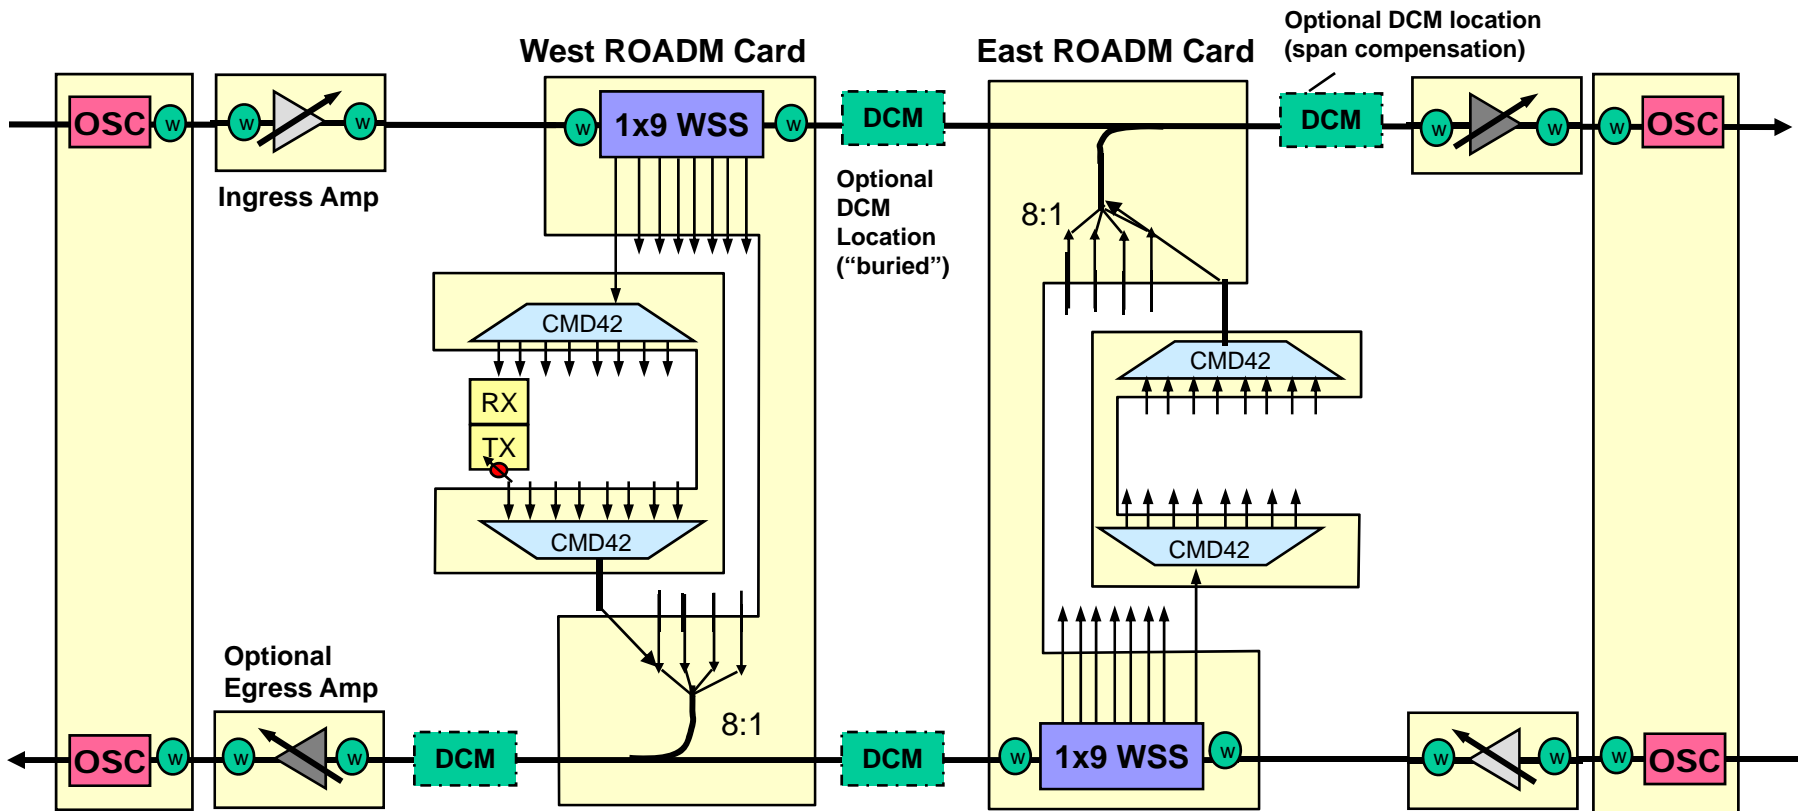 Optional DCM location
(span compensation)
West ROADM Card
East ROADM Card
OSC
W
W
W
W
1x9 WSS
W
DCM
DCM
W
W
W
OSC
Ingress Amp
Optional
DCM
Location
(“buried”)
8:1
CMD42
CMD42
RX
TX
CMD42
CMD42
Optional
Egress Amp
8:1
OSC
W
W
W
DCM
DCM
W
1x9 WSS
W
W
W
W
OSC